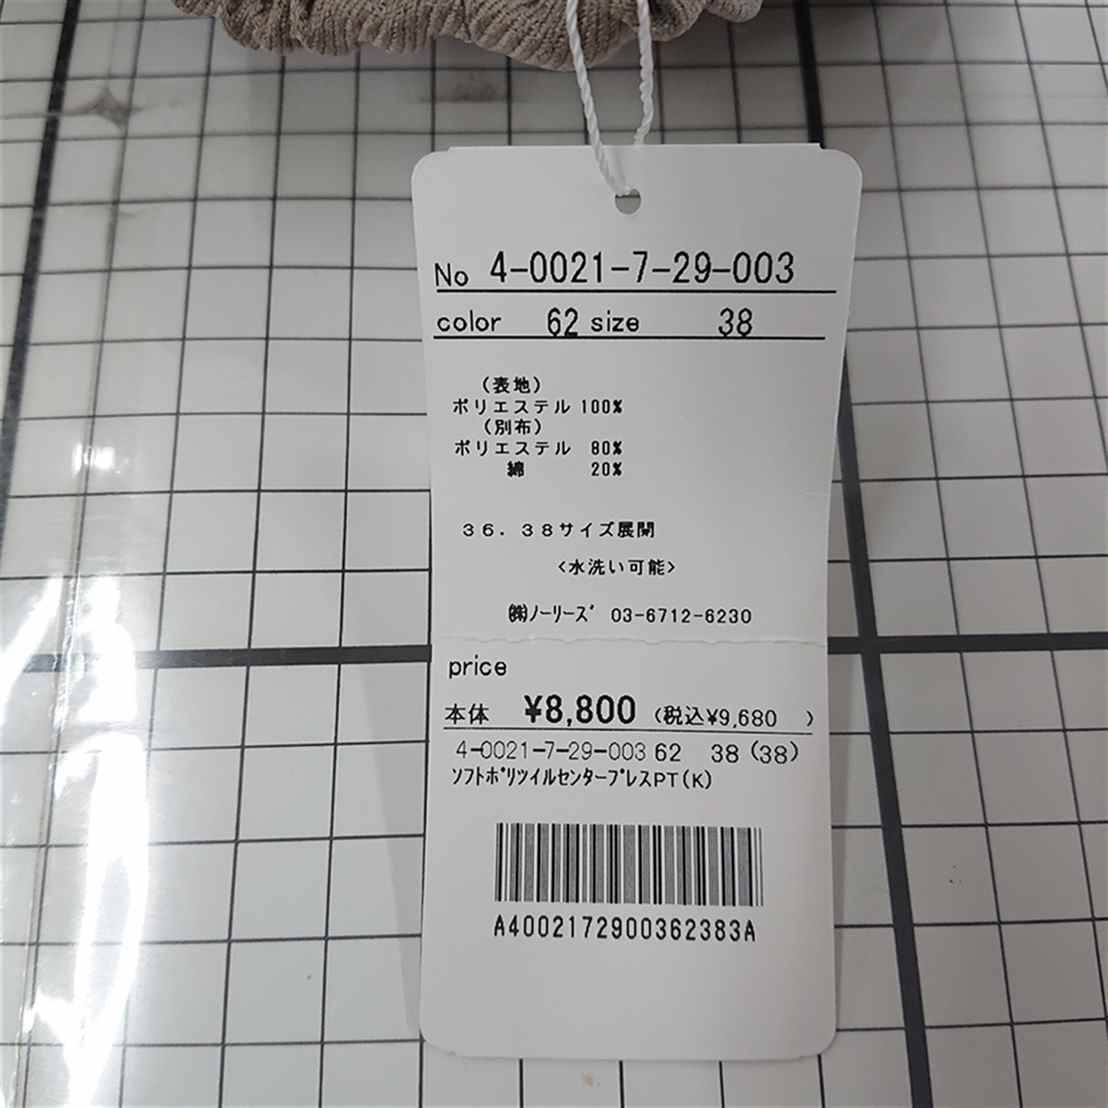 No 4-0021-7-29-003
color 62 size 38
(表地)
ポリエステル 100%
(別布)
ポリエステル 80%
綿 20%
36.38サイズ展開
<水洗い可能>
㈱ノーリーズ 03-6712-6230
price
本体 ¥8,800 (税込¥9,680 )
4-0021-7-29-003 62 38 (38)
ソフトポリツイルセンタープレスPT(K)
A4002172900362383A